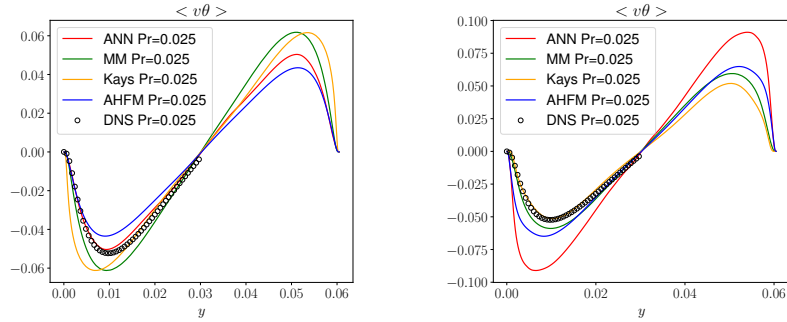 < vθ >
ANN Pr=0.025
MM Pr=0.025
Kays Pr=0.025
AHFM Pr=0.025
DNS Pr=0.025
0.06
0.04
0.02
0.00
−0.02
−0.04
−0.06
0.00 0.01 0.02 0.03 0.04 0.05 0.06
y
< vθ >
ANN Pr=0.025
MM Pr=0.025
Kays Pr=0.025
AHFM Pr=0.025
DNS Pr=0.025
0.100
0.075
0.050
0.025
0.000
−0.025
−0.050
−0.075
−0.100
0.00 0.02 0.04 0.06
y